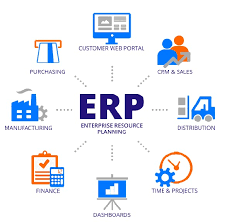 CUSTOMER WEB PORTAL
PURCHASING
CRM & SALES
ERP
ENTERPRISE RESOURCE
PLANNING
MANUFACTURING
DISTRIBUTION
FINANCE
TIME & PROJECTS
DASHBOARDS